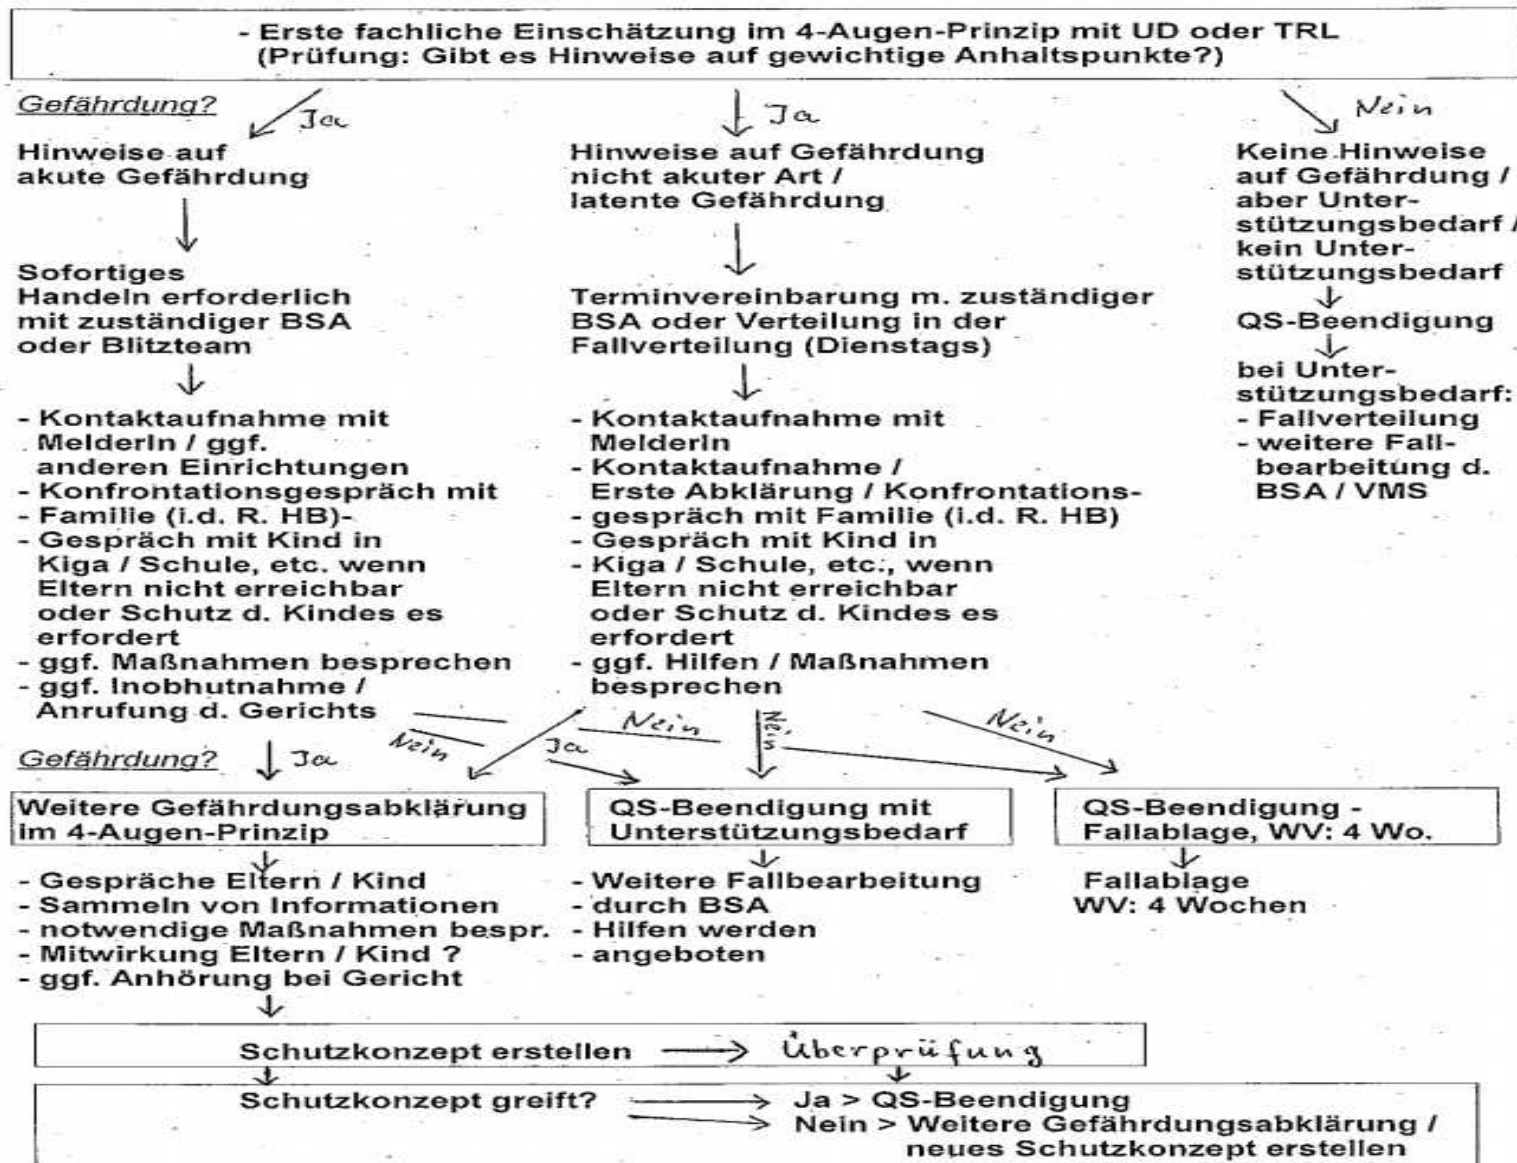 - Erste fachliche Einschätzung im 4-Augen-Prinzip mit UD oder TRL
(Prüfung: Gibt es Hinweise auf gewichtige Anhaltspunkte?)
Gefährdung?
Ja
Ja
Nein
Hinweise auf
akute Gefährdung
Sofortiges
Handeln erforderlich
mit zuständiger BSA
oder Blitzteam
- Kontaktaufnahme mit
MelderIn / ggf.
anderen Einrichtungen
- Konfrontationsgespräch mit
- Familie (i.d. R. HB)-
- Gespräch mit Kind in
Kiga / Schule, etc. wenn
Eltern nicht erreichbar
oder Schutz d. Kindes es
erfordert
- ggf. Maßnahmen besprechen
- ggf. Inobhutnahme /
Anrufung d. Gerichts
Hinweise auf Gefährdung
nicht akuter Art /
latente Gefährdung
Terminvereinbarung m. zuständiger
BSA oder Verteilung in der
Fallverteilung (Dienstags)
- Kontaktaufnahme mit
MelderIn
- Kontaktaufnahme /
Erste Abklärung / Konfrontations-
- gespräch mit Familie (i.d. R. HB)
- Gespräch mit Kind in
- Kiga / Schule, etc., wenn
Eltern nicht erreichbar
oder Schutz d. Kindes es
erfordert
- ggf. Hilfen / Maßnahmen
besprechen
Keine Hinweise
auf Gefährdung /
aber Unter-
stützungsbedarf /
kein Unter-
stützungsbedarf
QS-Beendigung
bei Unter-
stützungsbedarf:
- Fallverteilung
- weitere Fall-
bearbeitung d.
BSA / VMS
Gefährdung?
Ja
Nein
Ja
Nein
Nein
Nein
Weitere Gefährdungsabklärung
im 4-Augen-Prinzip
- Gespräche Eltern / Kind
- Sammeln von Informationen
- notwendige Maßnahmen bespr.
- Mitwirkung Eltern / Kind ?
- ggf. Anhörung bei Gericht
QS-Beendigung mit
Unterstützungsbedarf
- Weitere Fallbearbeitung
- durch BSA
- Hilfen werden
- angeboten
QS-Beendigung -
Fallablage, WV: 4 Wo.
Fallablage
WV: 4 Wochen
Schutzkonzept erstellen Überprüfung
Schutzkonzept greift? Ja > QS-Beendigung
Nein > Weitere Gefährdungsabklärung /
neues Schutzkonzept erstellen